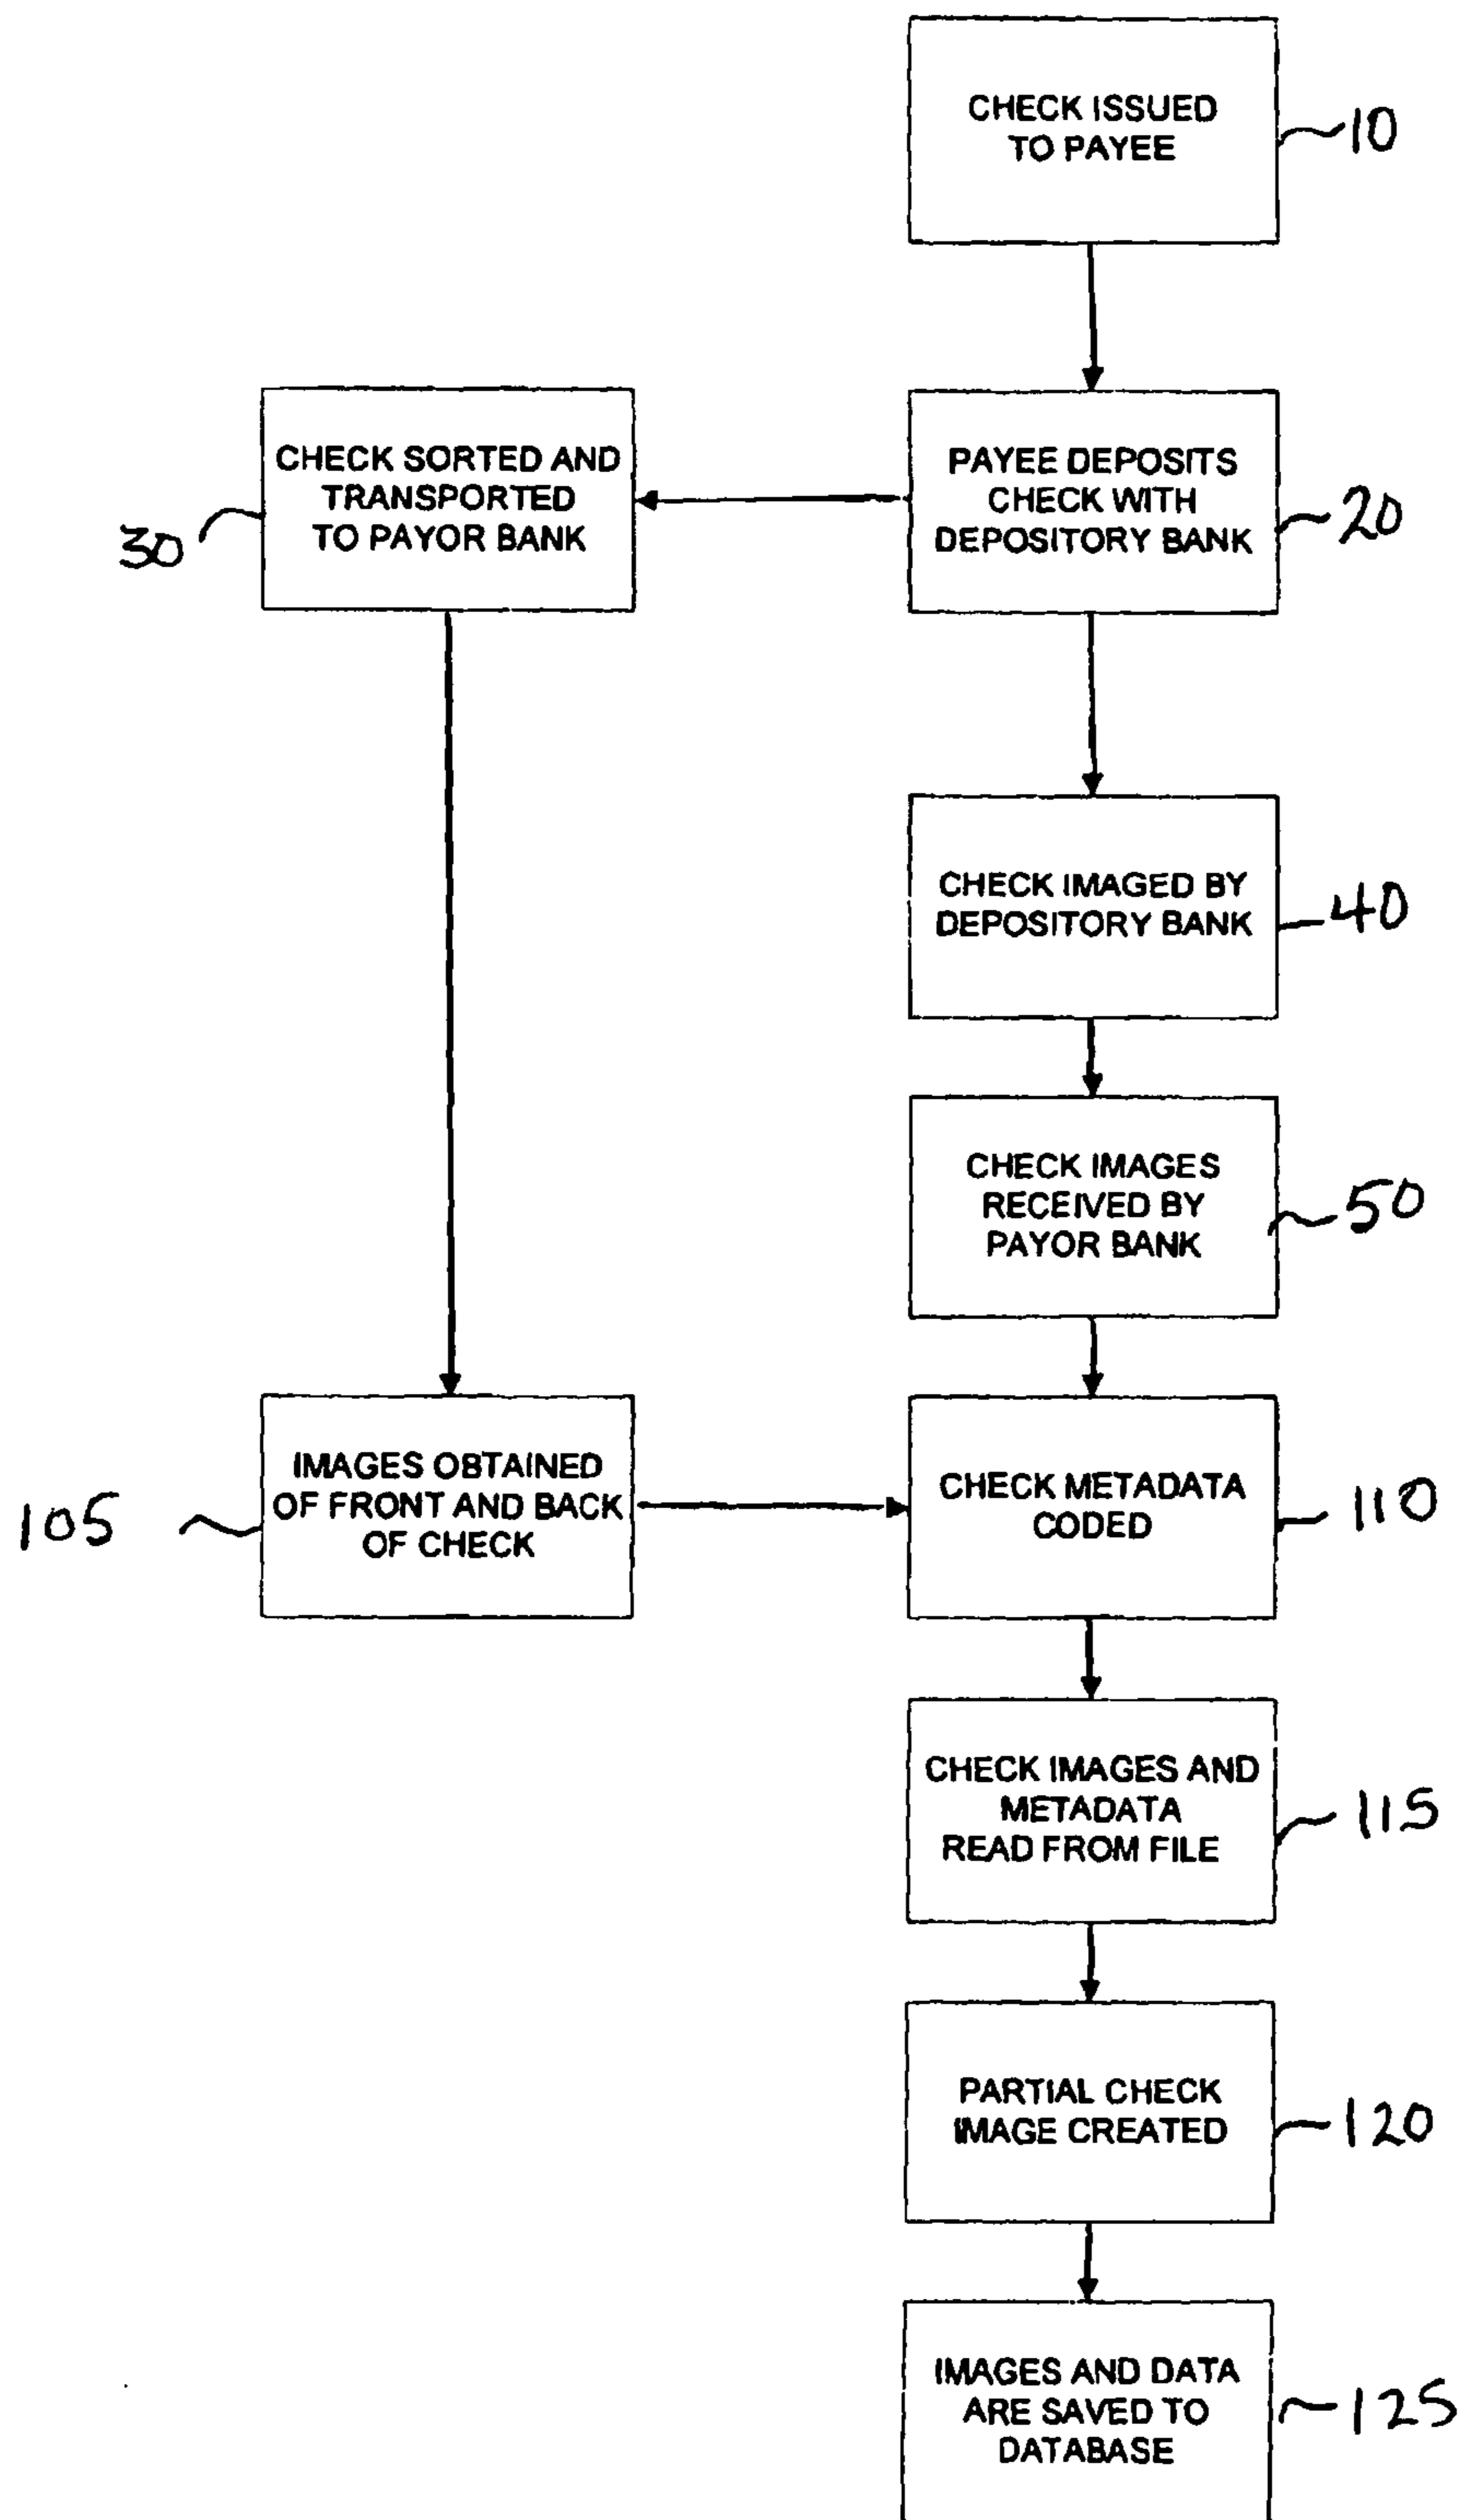 CHECK ISSUED
TO PAYEE
10
CHECK SORTED AND
TRANSPORTED
TO PAYOR BANK
30
PAYEE DEPOSITS
CHECK WITH
DEPOSITORY BANK
20
CHECK IMAGED BY
DEPOSITORY BANK
40
CHECK IMAGES
RECEIVED BY
PAYOR BANK
50
IMAGES OBTAINED
OF FRONT AND BACK
OF CHECK
105
CHECK METADATA
CODED
110
CHECK IMAGES AND
METADATA
READ FROM FILE
115
PARTIAL CHECK
IMAGE CREATED
120
IMAGES AND DATA
ARE SAVED TO
DATABASE
125